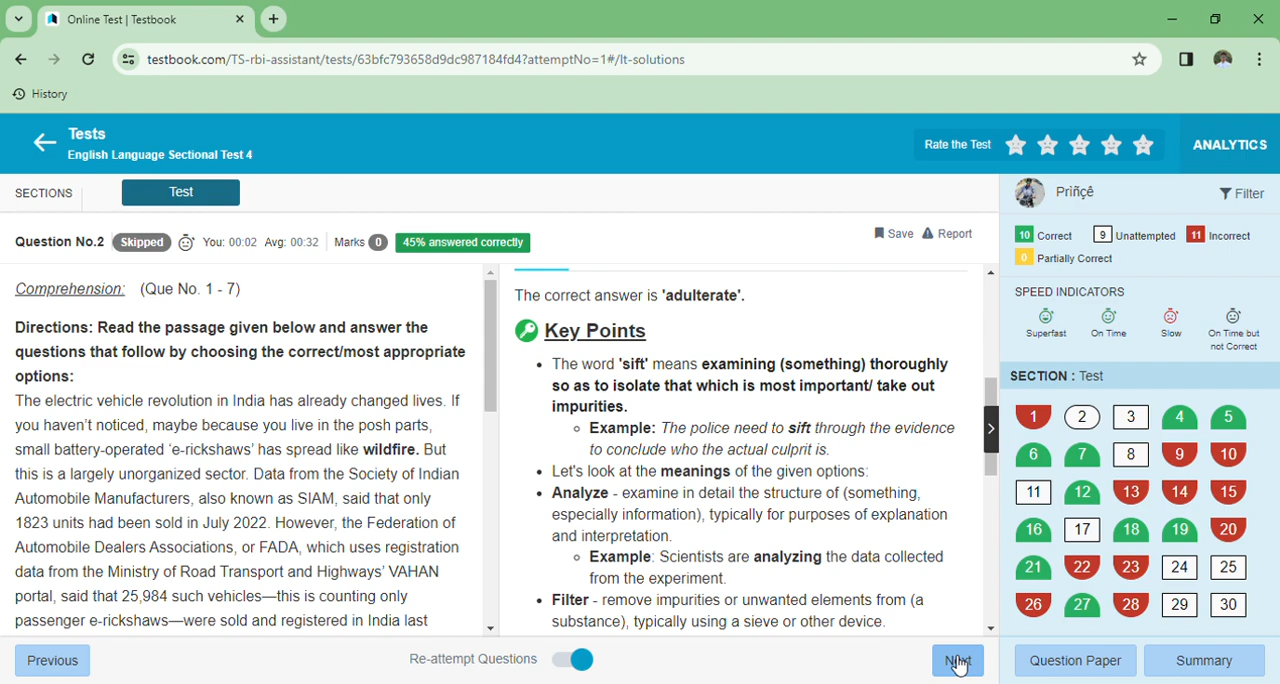 Online Test | Testbook
testbook.com/TS-rbi-assistant/tests/63bfc793658d9dc987184fd4?attemptNo=1#/lt-solutions
History
Tests
English Language Sectional Test 4
Rate the Test
ANALYTICS
SECTIONS
Test
Priñçê
Filter
Question No.2 Skipped You: 00:02 Avg: 00:32 Marks 0 45% answered correctly
Save Report
10 Correct 9 Unattempted 11 Incorrect
0 Partially Correct
Comprehension: (Que No. 1 - 7)
Directions: Read the passage given below and answer the
questions that follow by choosing the correct/most appropriate
options:
The electric vehicle revolution in India has already changed lives. If
you haven't noticed, maybe because you live in the posh parts,
small battery-operated 'e-rickshaws' has spread like wildfire. But
this is a largely unorganized sector. Data from the Society of Indian
Automobile Manufacturers, also known as SIAM, said that only
1823 units had been sold in July 2022. However, the Federation of
Automobile Dealers Associations, or FADA, which uses registration
data from the Ministry of Road Transport and Highways' VAHAN
portal, said that 25,984 such vehicles—this is counting only
passenger e-rickshaws—were sold and registered in India last
The correct answer is 'adulterate'.
Key Points
• The word 'sift' means examining (something) thoroughly
so as to isolate that which is most important/ take out
impurities.
Example: The police need to sift through the evidence
to conclude who the actual culprit is.
• Let's look at the meanings of the given options:
• Analyze - examine in detail the structure of (something,
especially information), typically for purposes of explanation
and interpretation.
Example: Scientists are analyzing the data collected
from the experiment.
• Filter - remove impurities or unwanted elements from (a
substance), typically using a sieve or other device.
SPEED INDICATORS
Superfast On Time Slow On Time but
not Correct
SECTION : Test
1 2 3 4 5
6 7 8 9 10
11 12 13 14 15
16 17 18 19 20
21 22 23 24 25
26 27 28 29 30
Previous
Re-attempt Questions
Next
Question Paper
Summary